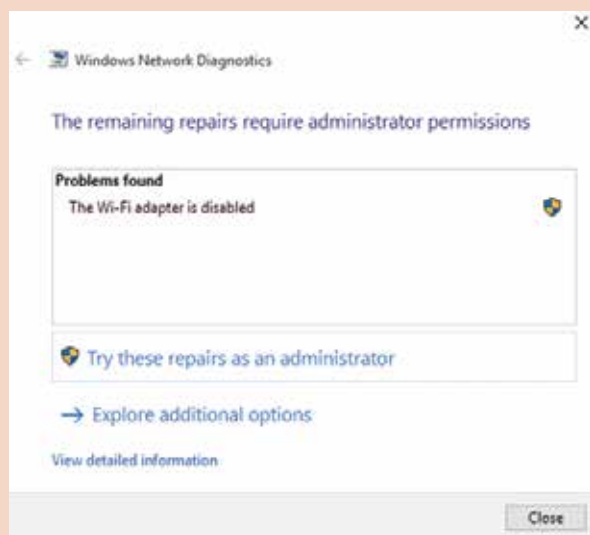 Windows Network Diagnostics
The remaining repairs require administrator permissions
Problems found
The Wi-Fi adapter is disabled
Try these repairs as an administrator
Explore additional options
View detailed information
Close